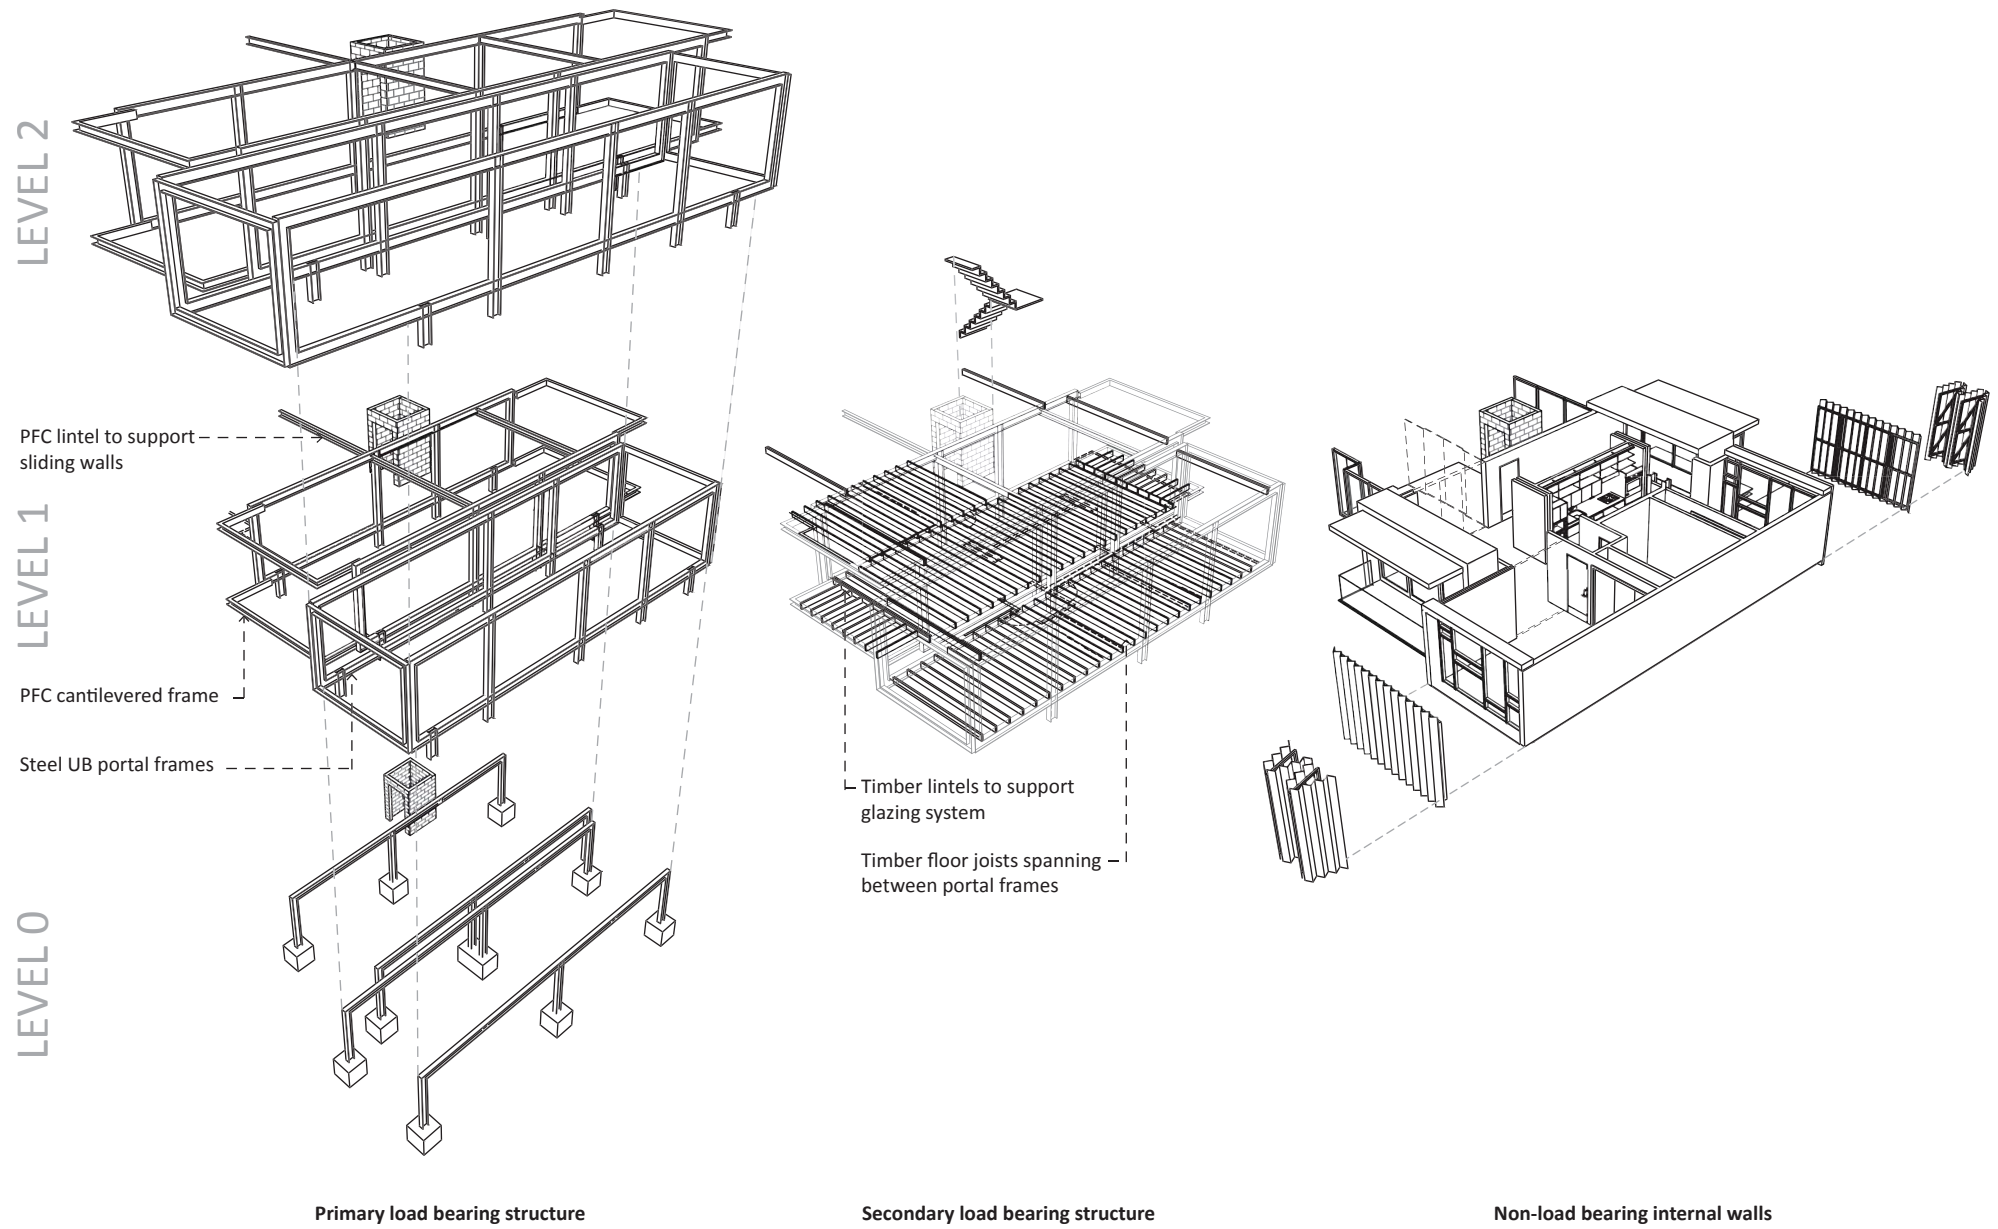 LEVEL 2
PFC lintel to support
sliding walls
LEVEL 1
PFC cantilevered frame
Steel UB portal frames
LEVEL 0
Timber lintels to support
glazing system
Timber floor joists spanning
between portal frames
Primary load bearing structure
Secondary load bearing structure
Non-load bearing internal walls